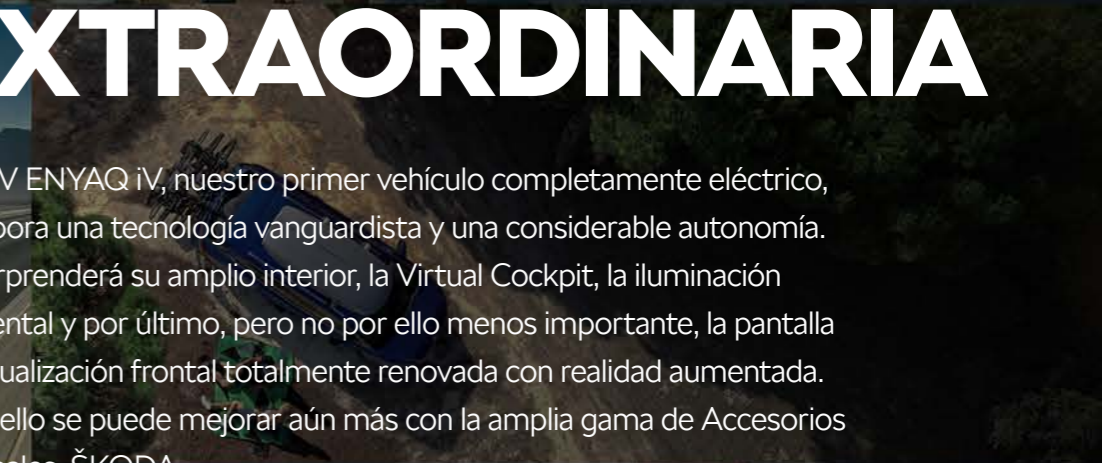 XTRAORDINARIA
V ENYAQ iV, nuestro primer vehículo completamente eléctrico,
pora una tecnología vanguardista y una considerable autonomía.
rprenderá su amplio interior, la Virtual Cockpit, la iluminación
ental y por último, pero no por ello menos importante, la pantalla
ualización frontal totalmente renovada con realidad aumentada.
ello se puede mejorar aún más con la amplia gama de Accesorios
ŠKODA